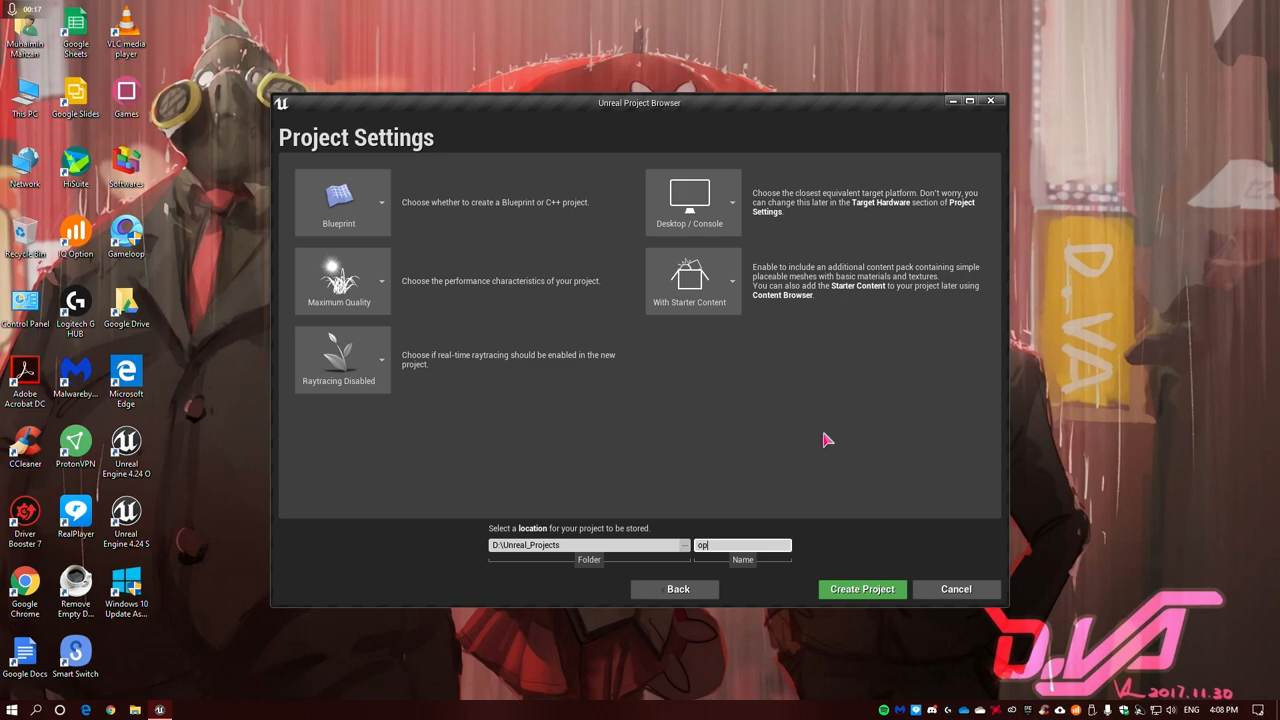 00:17
Muhaimin
Manzan
Google
Sheets
VLC media
player
This PC
Google Slides
Games
Network
HiSuite
Softwares
Recycle Bin
IQ Option
Gameloop
Control Panel
Logitech G
HUB
Google Drive
Adobe
Acrobat DC
Malwareby...
Microsoft
Edge
CCleaner
ProtonVPN
Unreal
Engine 4.24 O
Driver
Booster 7
RealPlayer
Unreal
Engine 4.24 S
Google
Chrome
Remove
Empty D...
Windows 10
Update As...
Google Docs
Smart Switch
Unreal Project Browser
Project Settings
Blueprint
Choose whether to create a Blueprint or C++ project.
Desktop / Console
Choose the closest equivalent target platform. Don't worry, you
can change this later in the Target Hardware section of Project
Settings.
Maximum Quality
Choose the performance characteristics of your project.
With Starter Content
Enable to include an additional content pack containing simple
placeable meshes with basic materials and textures.
You can also add the Starter Content to your project later using
Content Browser.
Raytracing Disabled
Choose if real-time raytracing should be enabled in the new
project.
Select a location for your project to be stored.
D:\Unreal_Projects
...
op
Folder
Name
Back
Create Project
Cancel
D.VA
D.VA
VL 2017.11.30
ENG
4:08 PM